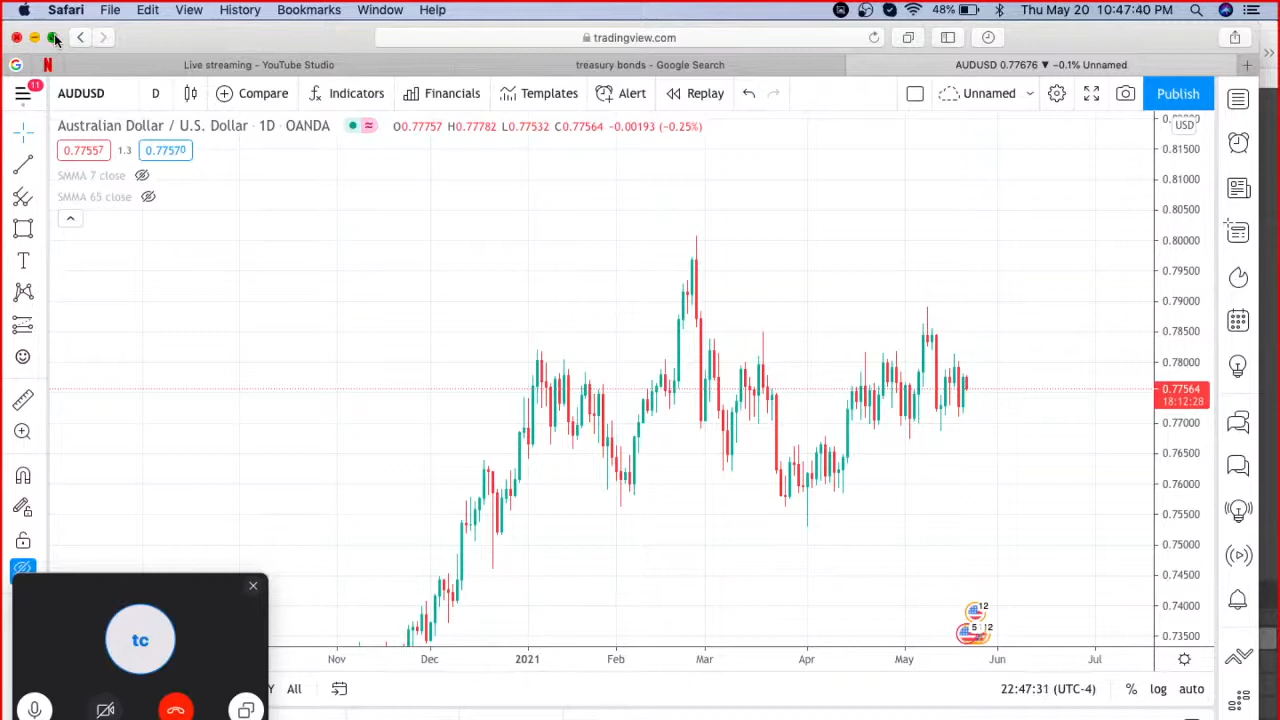 Safari File Edit View History Bookmarks Window Help 48% Thu May 20 10:47:40 PM
tradingview.com
Live streaming - YouTube Studio treasury bonds - Google Search AUDUSD 0.77676 ▼ −0.1% Unnamed
11 AUDUSD D Compare Indicators Financials Templates Alert Replay Unnamed Publish
Australian Dollar / U.S. Dollar · 1D · OANDA O0.77757 H0.77782 L0.77532 C0.77564 −0.00193 (−0.25%)
USD
0.77557 1.3 0.77570
0.81500
SMMA 7 close
0.81000
SMMA 65 close
0.80500
0.80000
0.79500
0.79000
0.78500
0.78000
0.77564
18:12:28
0.77000
0.76500
0.76000
0.75500
0.75000
0.74500
0.74000
0.73500
12
5 12
tc
Nov Dec 2021 Feb Mar Apr May Jun Jul
Y All 22:47:31 (UTC-4) % log auto